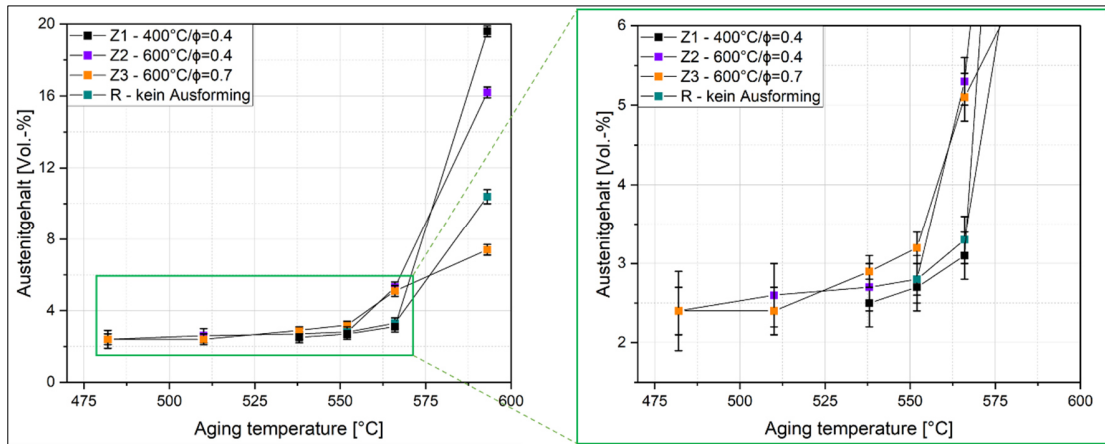 Austenitgehalt [Vol.-%]
20
16
12
8
4
0
475 500 525 550 575 600
Aging temperature [°C]
Z1 - 400°C/ϕ=0.4
Z2 - 600°C/ϕ=0.4
Z3 - 600°C/ϕ=0.7
R - kein Ausforming
Austenitgehalt [Vol.-%]
6
5
4
3
2
475 500 525 550 575 600
Aging temperature [°C]
Z1 - 400°C/ϕ=0.4
Z2 - 600°C/ϕ=0.4
Z3 - 600°C/ϕ=0.7
R - kein Ausforming